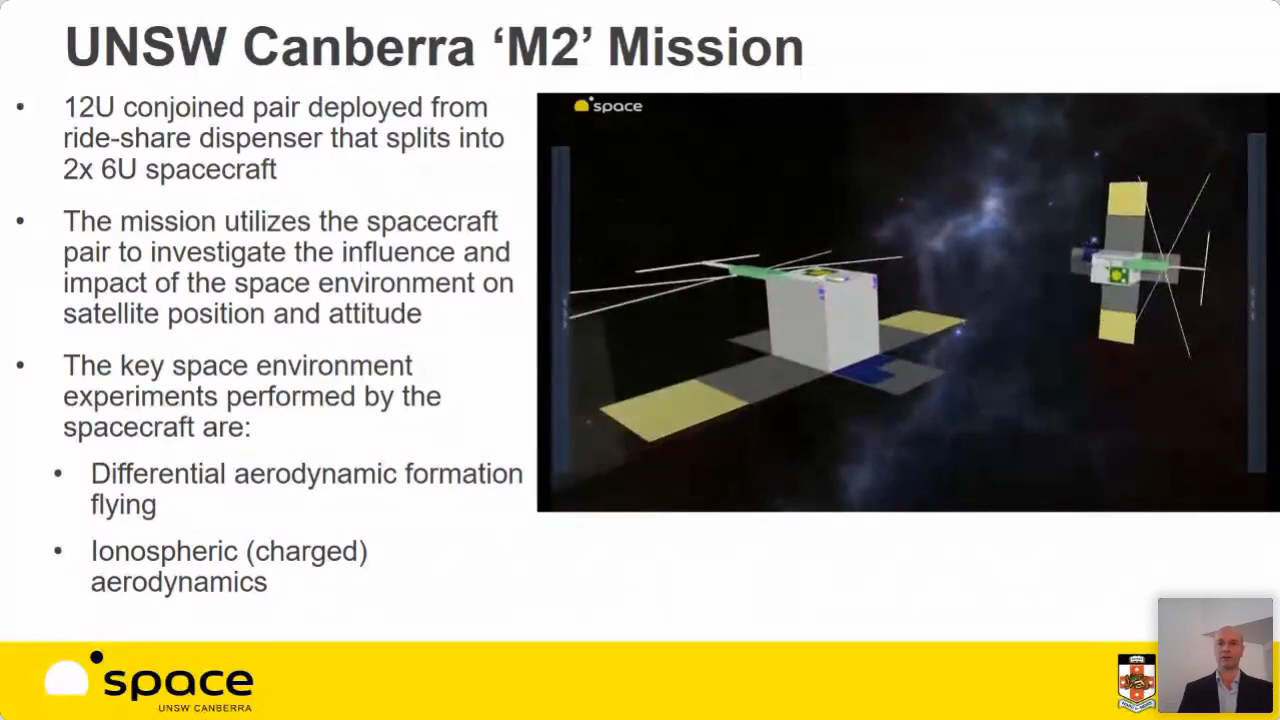 UNSW Canberra ‘M2’ Mission
• 12U conjoined pair deployed from
ride-share dispenser that splits into
2x 6U spacecraft
• The mission utilizes the spacecraft
pair to investigate the influence and
impact of the space environment on
satellite position and attitude
• The key space environment
experiments performed by the
spacecraft are:
• Differential aerodynamic formation
flying
• Ionospheric (charged)
aerodynamics
space
space
UNSW CANBERRA